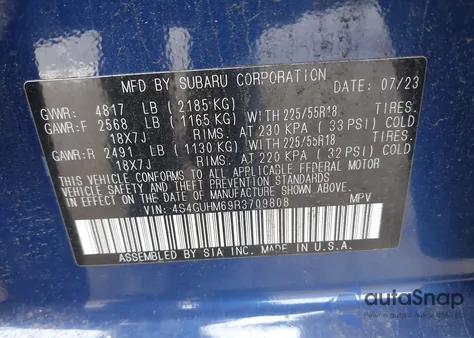 MFD BY SUBARU CORPORATION DATE: 07/23
GVWR: 4817 LB (2185 KG)
GAWR:F 2568 LB (1165 KG) WITH 225/55R18 TIRES.
18X7J RIMS. AT 230 KPA (33 PSI) COLD
GAWR:R 2491 LB (1130 KG) WITH 225/55R18 TIRES.
18X7J RIMS. AT 220 KPA (32 PSI) COLD
THIS VEHICLE CONFORMS TO ALL APPLICABLE FEDERAL MOTOR
VEHICLE SAFETY AND THEFT PREVENTION STANDARDS IN EFFECT ON
THE DATE OF MANUFACTURE SHOWN ABOVE.
VIN: 4S4GUHM69R3709808 MPV
ASSEMBLED BY SIA INC. MADE IN U.S.A.
autoSnap